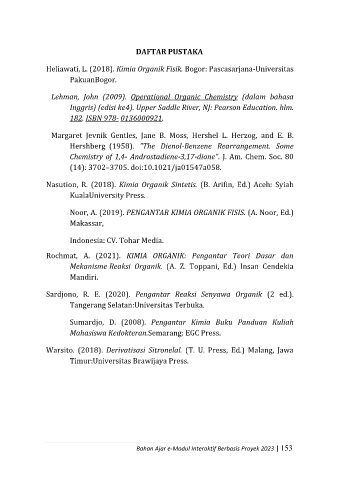 DAFTAR PUSTAKA
Heliawati, L. (2018). Kimia Organik Fisik. Bogor: Pascasarjana-Universitas
PakuanBogor.
Lehman, John (2009). Operational Organic Chemistry (dalam bahasa
Inggris) (edisi ke4). Upper Saddle River, NJ: Pearson Education. hlm.
182. ISBN 978- 0136000921.
Margaret Jevnik Gentles, Jane B. Moss, Hershel L. Herzog, and E. B.
Hershberg (1958). "The Dienol-Benzene Rearrangement. Some
Chemistry of 1,4- Androstadiene-3,17-dione". J. Am. Chem. Soc. 80
(14): 3702–3705. doi:10.1021/ja01547a058.
Nasution, R. (2018). Kimia Organik Sintetis. (B. Arifin, Ed.) Aceh: Syiah
KualaUniversity Press.
Noor, A. (2019). PENGANTAR KIMIA ORGANIK FISIS. (A. Noor, Ed.)
Makassar,
Indonesia: CV. Tohar Media.
Rochmat, A. (2021). KIMIA ORGANIK: Pengantar Teori Dasar dan
Mekanisme Reaksi Organik. (A. Z. Toppani, Ed.) Insan Cendekia
Mandiri.
Sardjono, R. E. (2020). Pengantar Reaksi Senyawa Organik (2 ed.).
Tangerang Selatan:Universitas Terbuka.
Sumardjo, D. (2008). Pengantar Kimia Buku Panduan Kuliah
Mahasiswa Kedokteran.Semarang: EGC Press.
Warsito. (2018). Derivatisasi Sitronelal. (T. U. Press, Ed.) Malang, Jawa
Timur:Universitas Brawijaya Press.
Bahan Ajar e-Modul Interaktif Berbasis Proyek 2023 | 153